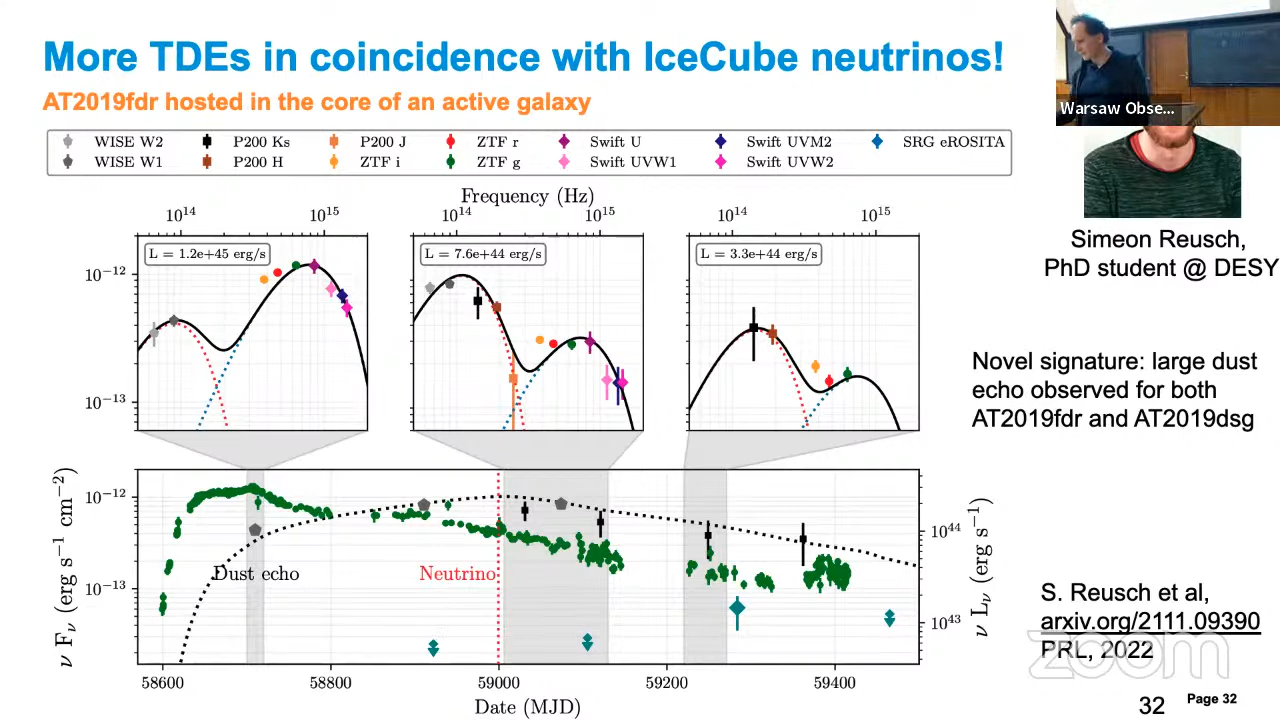 More TDEs in coincidence with IceCube neutrinos!
AT2019fdr hosted in the core of an active galaxy
Warsaw Obse...
WISE W2 P200 Ks P200 J ZTF r Swift U Swift UVM2 SRG eROSITA
WISE W1 P200 H ZTF i ZTF g Swift UVW1 Swift UVW2
Frequency (Hz)
10^14 10^15 10^14 10^15 10^14 10^15
L = 1.2e+45 erg/s L = 7.6e+44 erg/s L = 3.3e+44 erg/s
10^−12
10^−13
Simeon Reusch,
PhD student @ DESY
Novel signature: large dust
echo observed for both
AT2019fdr and AT2019dsg
ν F_ν (erg s^−1 cm^−2)
10^−12
10^−13
Dust echo
Neutrino
10^44
10^43
ν L_ν (erg s^−1)
58600 58800 59000 59200 59400
Date (MJD)
S. Reusch et al,
arxiv.org/2111.09390
PRL, 2022
zoom
32
Page 32